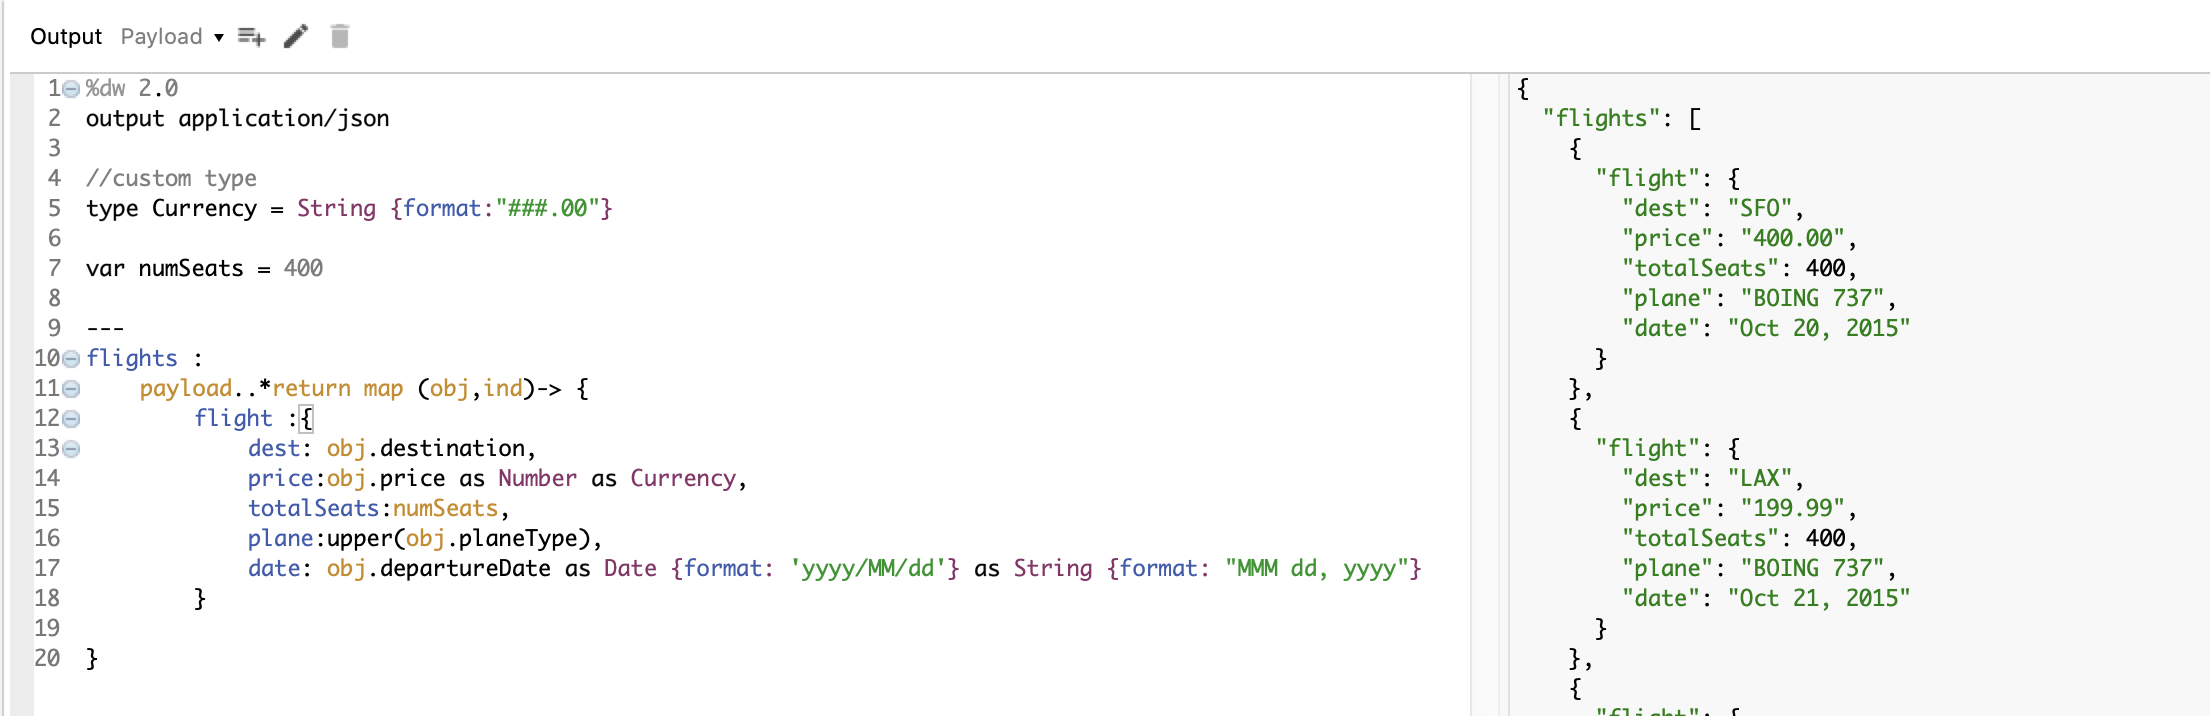 Output Payload
1 %dw 2.0
2 output application/json
3
4 //custom type
5 type Currency = String {format:"###.00"}
6
7 var numSeats = 400
8
9 ---
10 flights :
11 payload..*return map (obj,ind)-> {
12 flight :{
13 dest: obj.destination,
14 price:obj.price as Number as Currency,
15 totalSeats:numSeats,
16 plane:upper(obj.planeType),
17 date: obj.departureDate as Date {format: 'yyyy/MM/dd'} as String {format: "MMM dd, yyyy"}
18 }
19
20 }
{
"flights": [
{
"flight": {
"dest": "SFO",
"price": "400.00",
"totalSeats": 400,
"plane": "BOING 737",
"date": "Oct 20, 2015"
}
},
{
"flight": {
"dest": "LAX",
"price": "199.99",
"totalSeats": 400,
"plane": "BOING 737",
"date": "Oct 21, 2015"
}
},
{
"flight": {